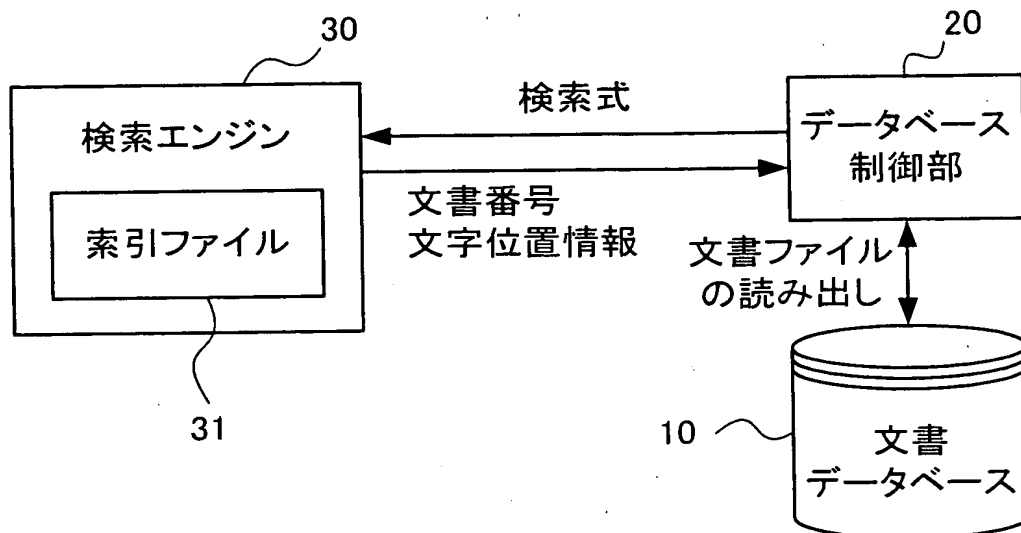 30
20
検索エンジン
索引ファイル
31
検索式
文書番号
文字位置情報
データベース
制御部
文書ファイル
の読み出し
10
文書
データベース